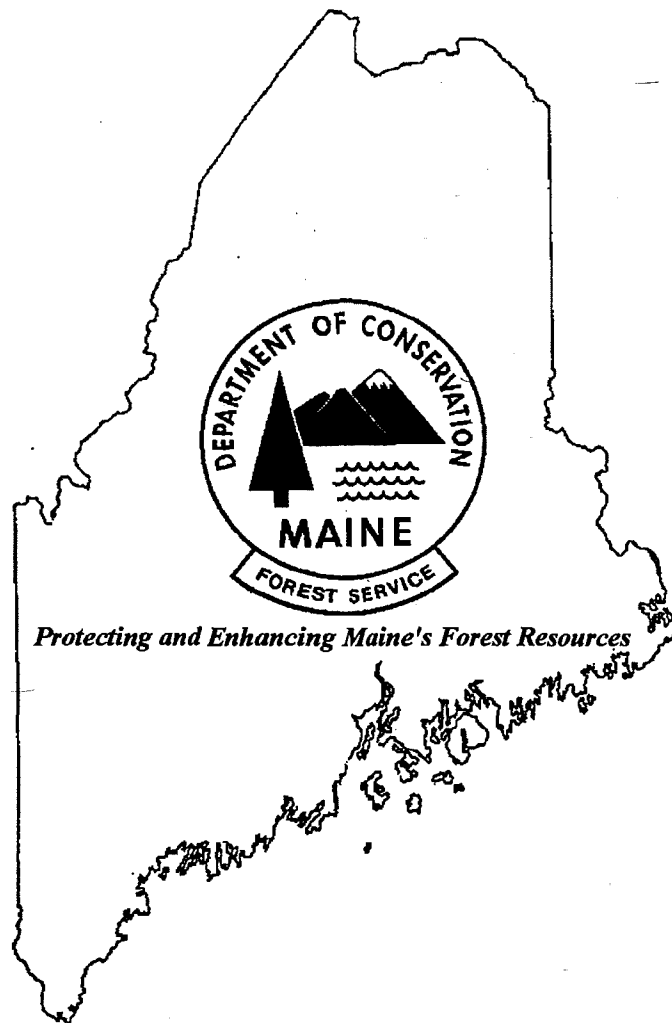 DEPARTMENT OF CONSERVATION
MAINE
FOREST SERVICE
Protecting and Enhancing Maine's Forest Resources